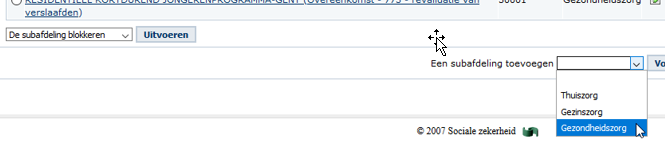 RESIDENTIELE KORTDUREND JONGERENPROGRAMMA-GENT (Overeenkomst - 773 - revalidatie van
verslaafden) Gezondheidszorg
De subafdeling blokkeren Uitvoeren
Een subafdeling toevoegen
Thuiszorg
Gezinszorg
Gezondheidszorg
© 2007 Sociale zekerheid